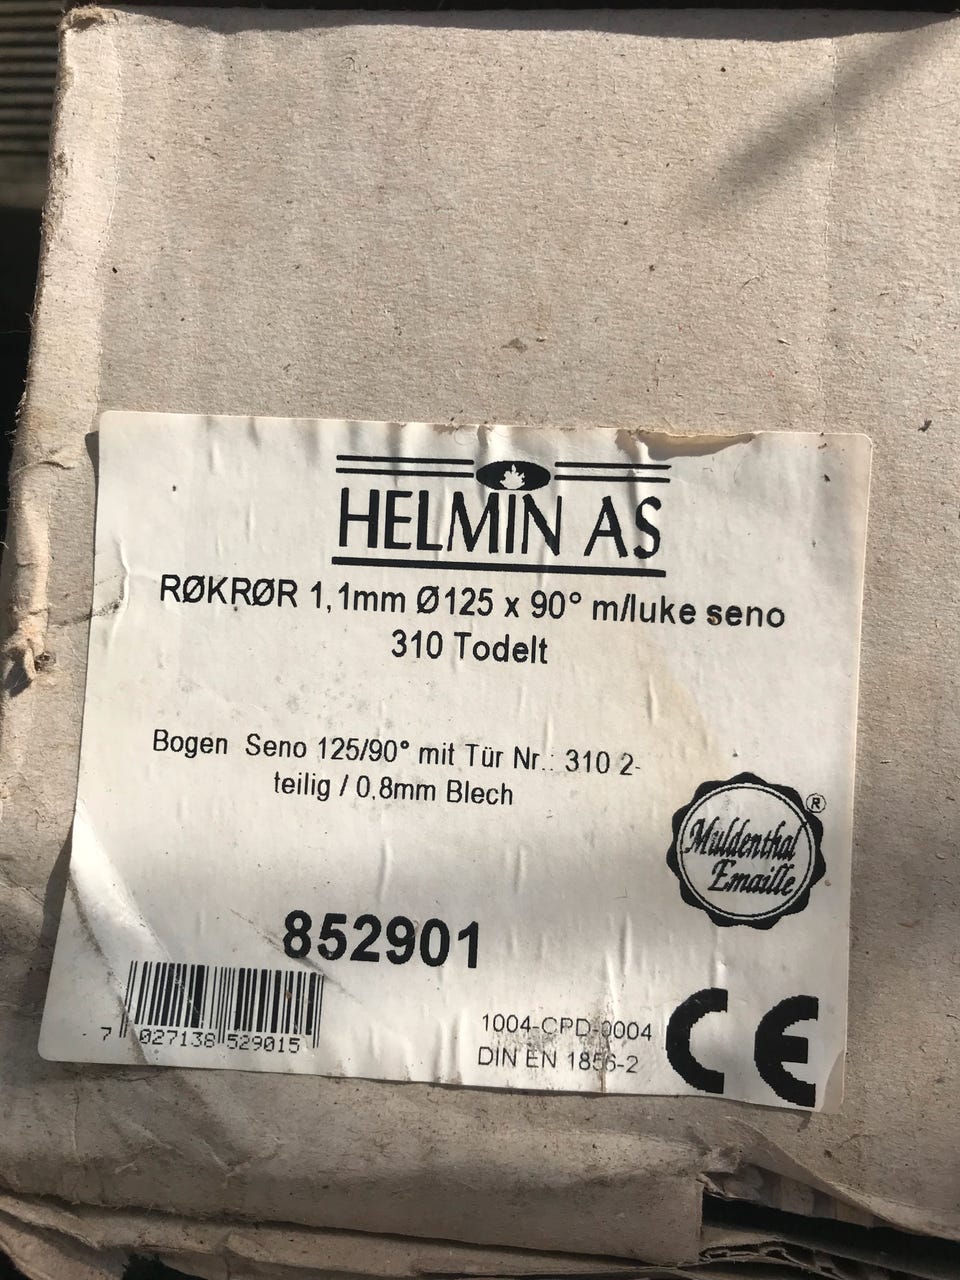 HELMIN AS
RØKRØR 1,1mm Ø125 x 90° m/luke seno
310 Todelt
Bogen Seno 125/90° mit Tür Nr.: 310 2-
teilig / 0,8mm Blech
Muldenthal ®
Emaille
852901
7 027138 529015
1004-CPD-0004
DIN EN 1856-2
CE